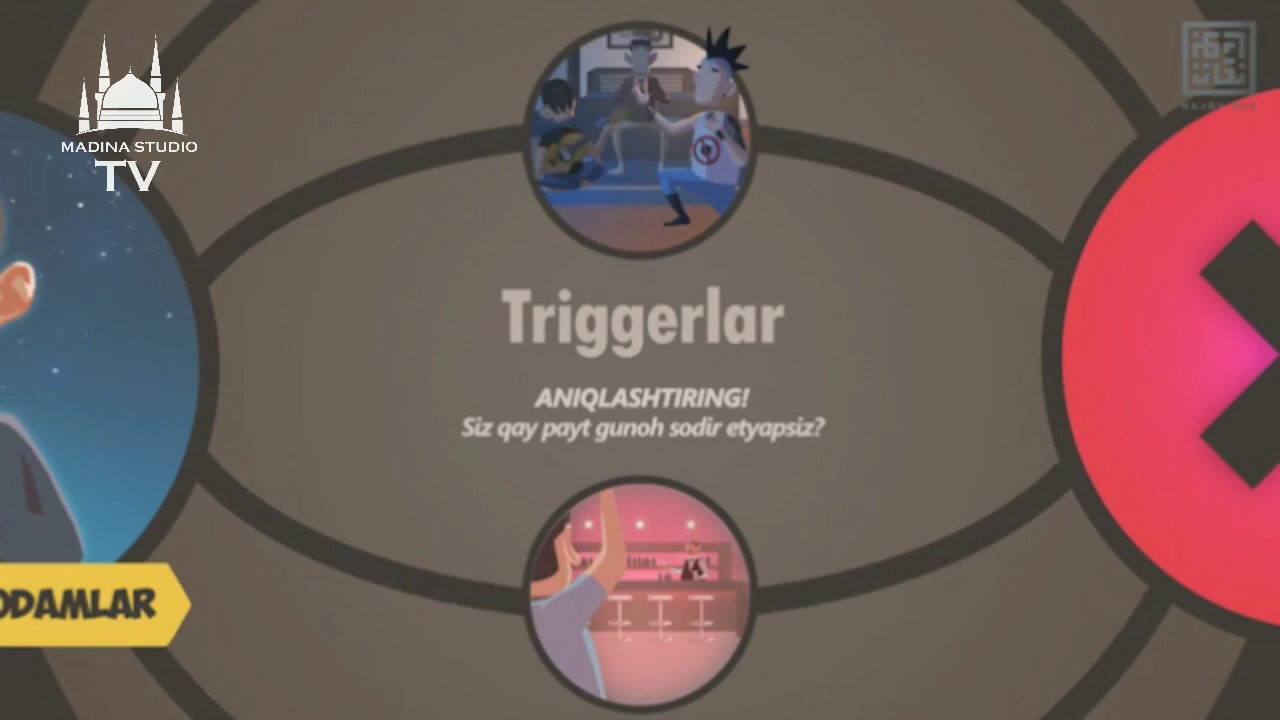 MADINA STUDIO
TV
Triggerlar
ANIQLASHTIRING!
Siz qay payt gunoh sodir etyapsiz?
ODAMLAR